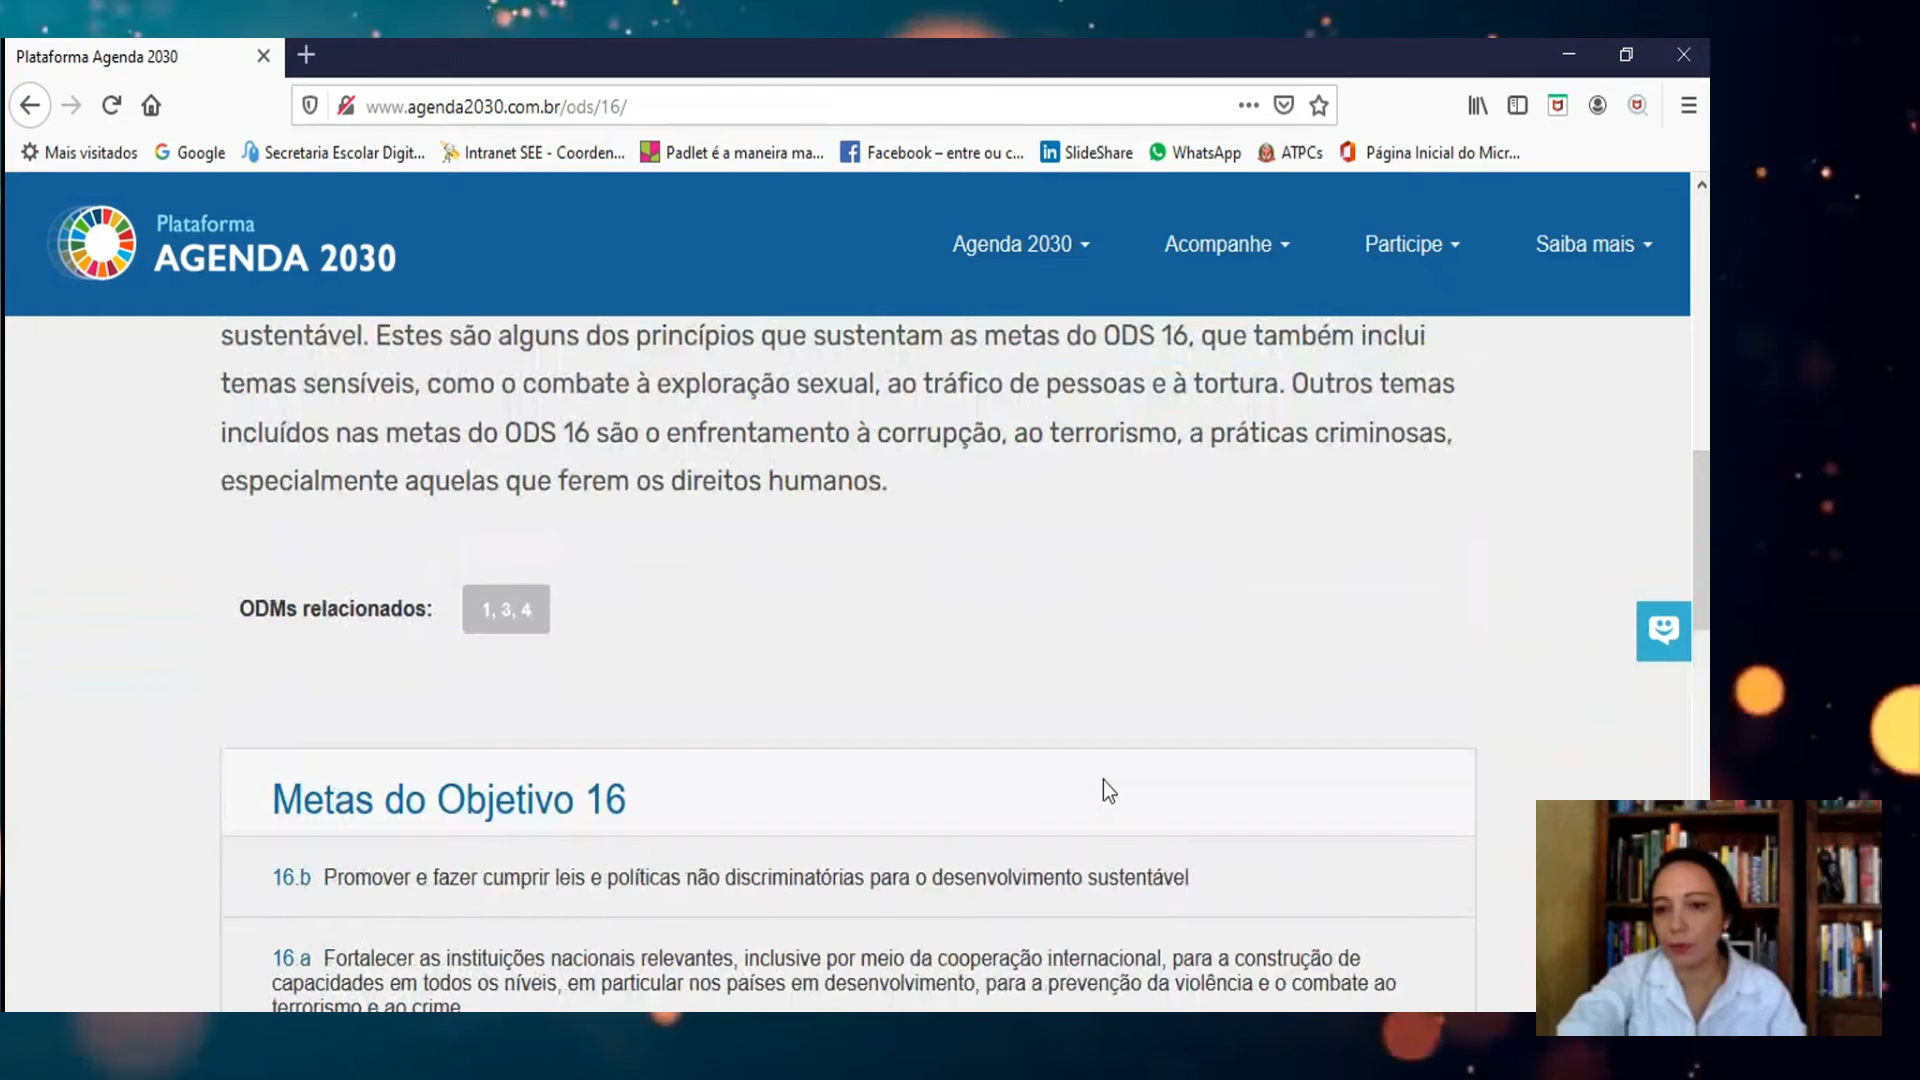 Plataforma Agenda 2030
www.agenda2030.com.br/ods/16/
Mais visitados
Google
Secretaria Escolar Digit...
Intranet SEE - Coorden...
Padlet é a maneira ma...
Facebook – entre ou c...
SlideShare
WhatsApp
ATPCs
Página Inicial do Micr...
Plataforma
AGENDA 2030
Agenda 2030
Acompanhe
Participe
Saiba mais
sustentável. Estes são alguns dos princípios que sustentam as metas do ODS 16, que também inclui
temas sensíveis, como o combate à exploração sexual, ao tráfico de pessoas e à tortura. Outros temas
incluídos nas metas do ODS 16 são o enfrentamento à corrupção, ao terrorismo, a práticas criminosas,
especialmente aquelas que ferem os direitos humanos.
ODMs relacionados:
1, 3, 4
Metas do Objetivo 16
16.b Promover e fazer cumprir leis e políticas não discriminatórias para o desenvolvimento sustentável
16.a Fortalecer as instituições nacionais relevantes, inclusive por meio da cooperação internacional, para a construção de
capacidades em todos os níveis, em particular nos países em desenvolvimento, para a prevenção da violência e o combate ao
terrorismo e ao crime